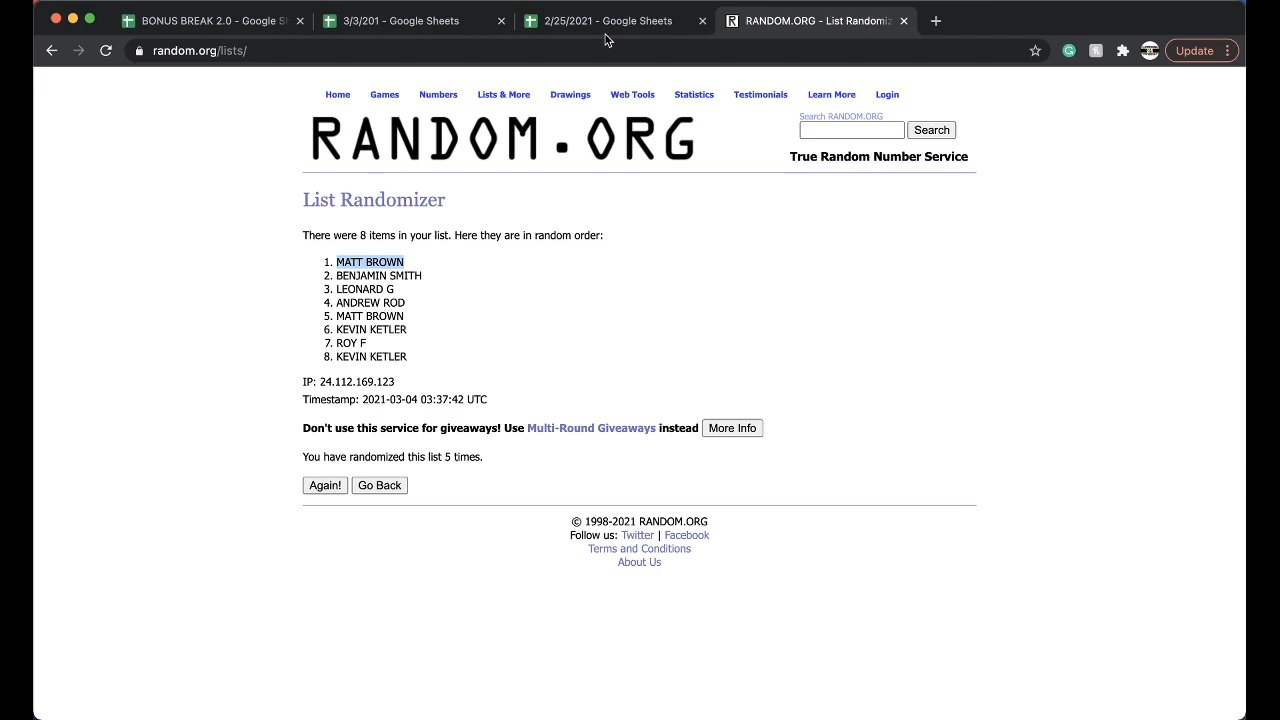 BONUS BREAK 2.0 - Google Sh
3/3/201 - Google Sheets
2/25/2021 - Google Sheets
RANDOM.ORG - List Randomiz
random.org/lists/
Update
Home Games Numbers Lists & More Drawings Web Tools Statistics Testimonials Learn More Login
RANDOM.ORG
Search RANDOM.ORG
Search
True Random Number Service
List Randomizer
There were 8 items in your list. Here they are in random order:
1. MATT BROWN
2. BENJAMIN SMITH
3. LEONARD G
4. ANDREW ROD
5. MATT BROWN
6. KEVIN KETLER
7. ROY F
8. KEVIN KETLER
IP: 24.112.169.123
Timestamp: 2021-03-04 03:37:42 UTC
Don't use this service for giveaways! Use Multi-Round Giveaways instead More Info
You have randomized this list 5 times.
Again! Go Back
© 1998-2021 RANDOM.ORG
Follow us: Twitter | Facebook
Terms and Conditions
About Us